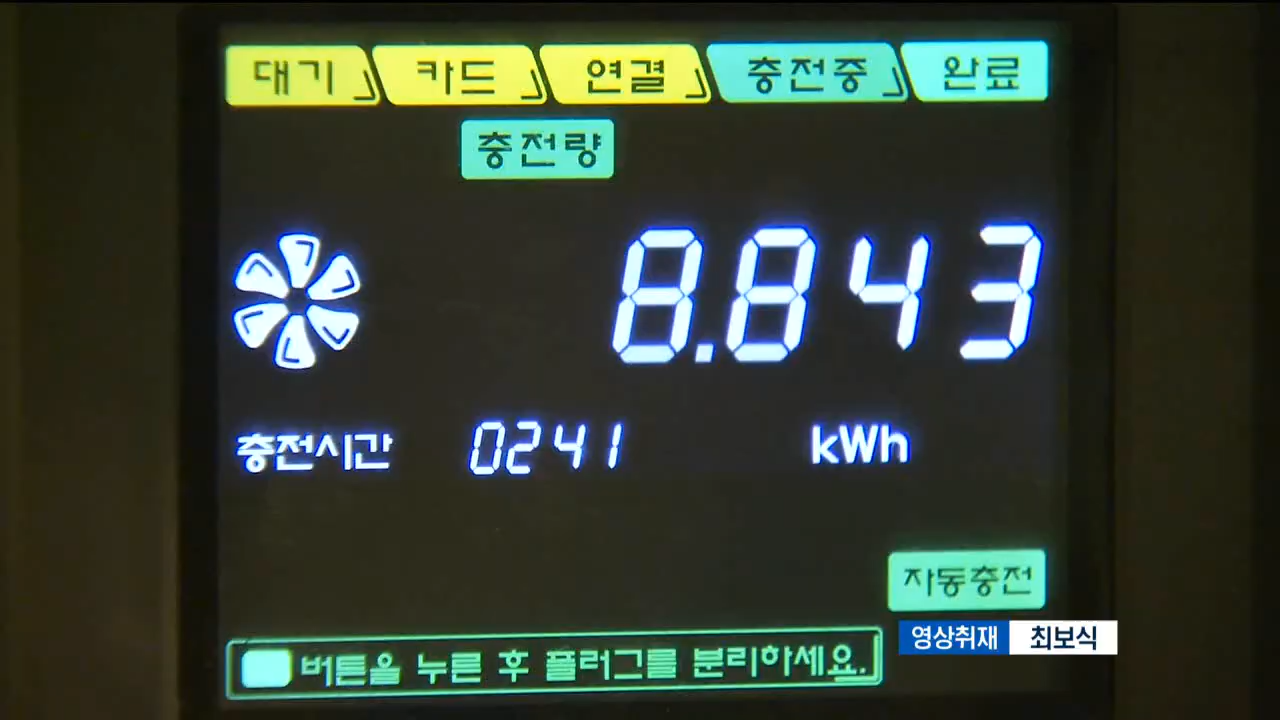 대기 카드 연결 충전중 완료
충전량
8.843
충전시간 0241 kWh
자동충전
영상취재 최보식
버튼을 누른 후 플러그를 분리하세요.